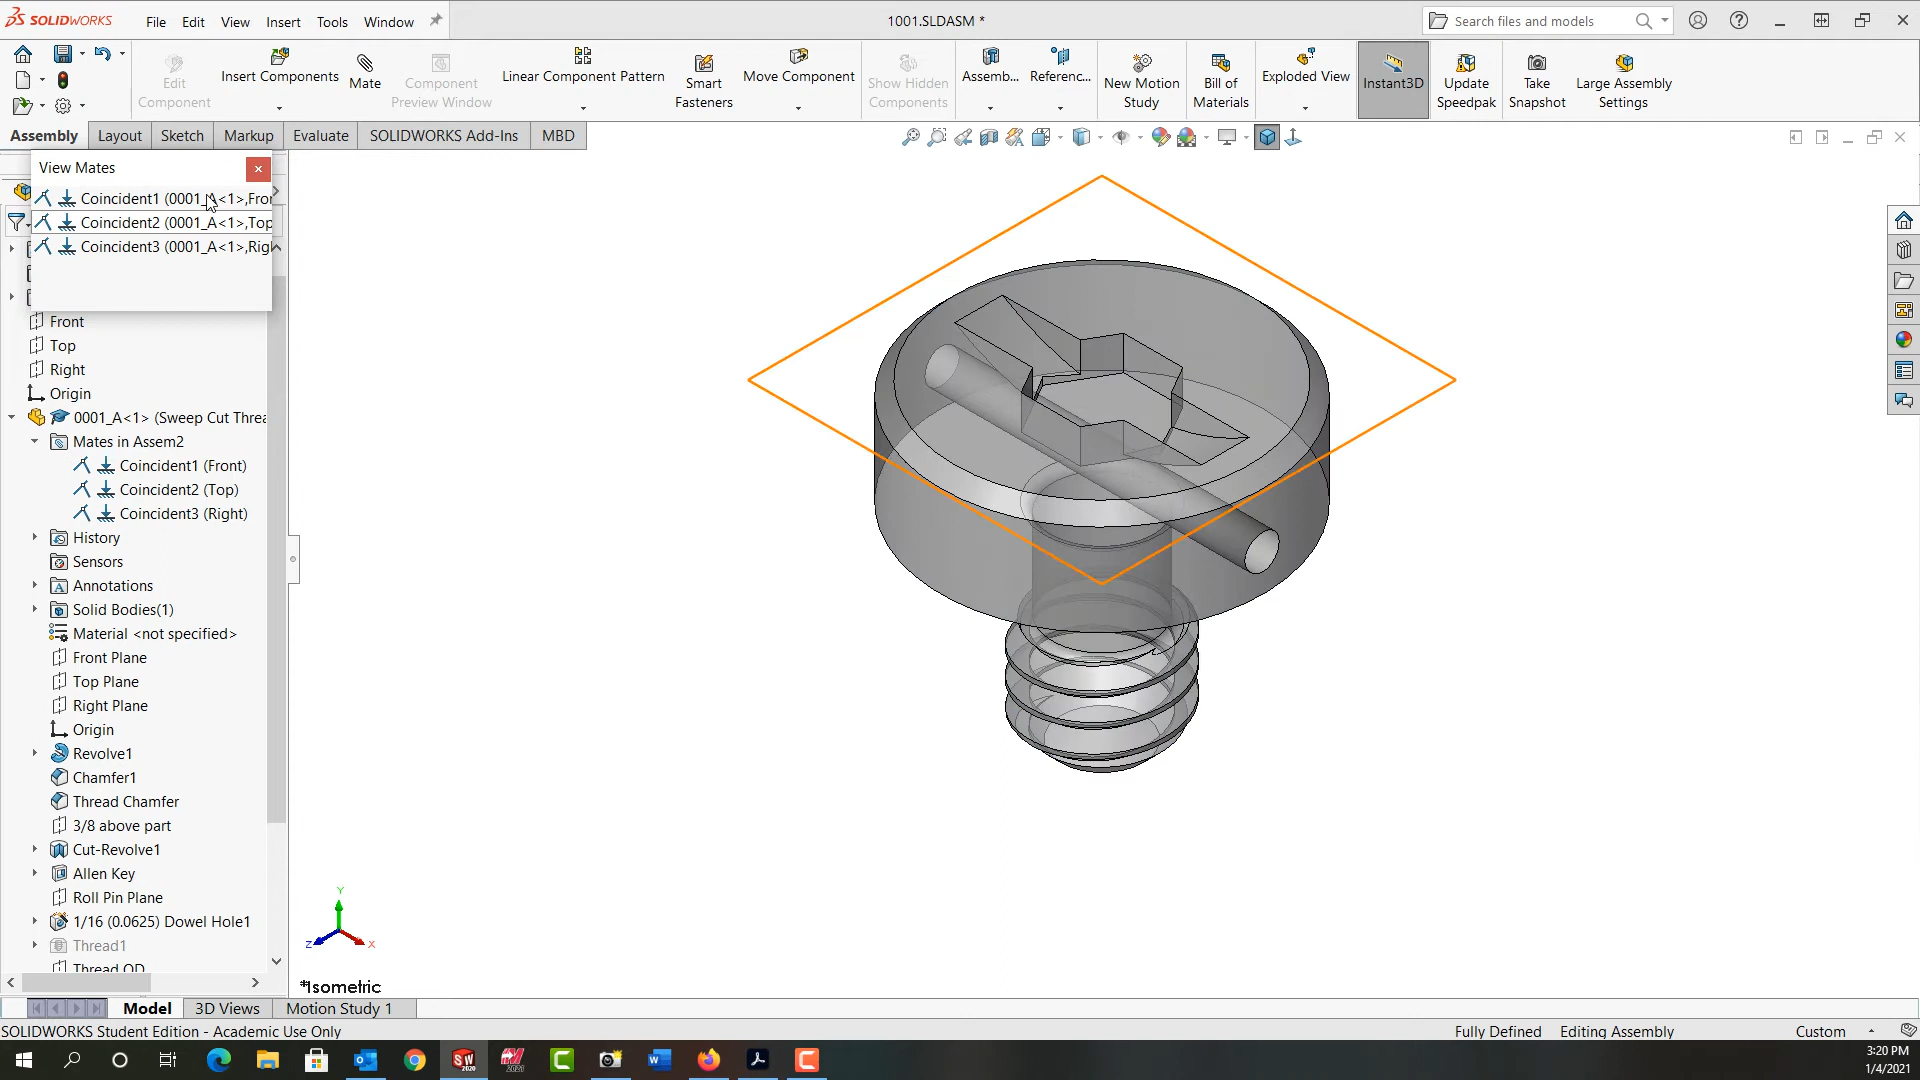 SOLIDWORKS
File Edit View Insert Tools Window
1001.SLDASM *
Search files and models
Edit Component
Insert Components
Mate
Component Preview Window
Linear Component Pattern
Smart Fasteners
Move Component
Show Hidden Components
Assemb...
Referenc...
New Motion Study
Bill of Materials
Exploded View
Instant3D
Update Speedpak
Take Snapshot
Large Assembly Settings
Assembly Layout Sketch Markup Evaluate SOLIDWORKS Add-Ins MBD
View Mates
Coincident1 (0001_A<1>,Fron
Coincident2 (0001_A<1>,Top
Coincident3 (0001_A<1>,Rig
Front
Top
Right
Origin
0001_A<1> (Sweep Cut Threa
Mates in Assem2
Coincident1 (Front)
Coincident2 (Top)
Coincident3 (Right)
History
Sensors
Annotations
Solid Bodies(1)
Material <not specified>
Front Plane
Top Plane
Right Plane
Origin
Revolve1
Chamfer1
Thread Chamfer
3/8 above part
Cut-Revolve1
Allen Key
Roll Pin Plane
1/16 (0.0625) Dowel Hole1
Thread1
Thread OD
Y
Z
X
*Isometric
Model 3D Views Motion Study 1
SOLIDWORKS Student Edition - Academic Use Only
Fully Defined Editing Assembly Custom
3:20 PM
1/4/2021